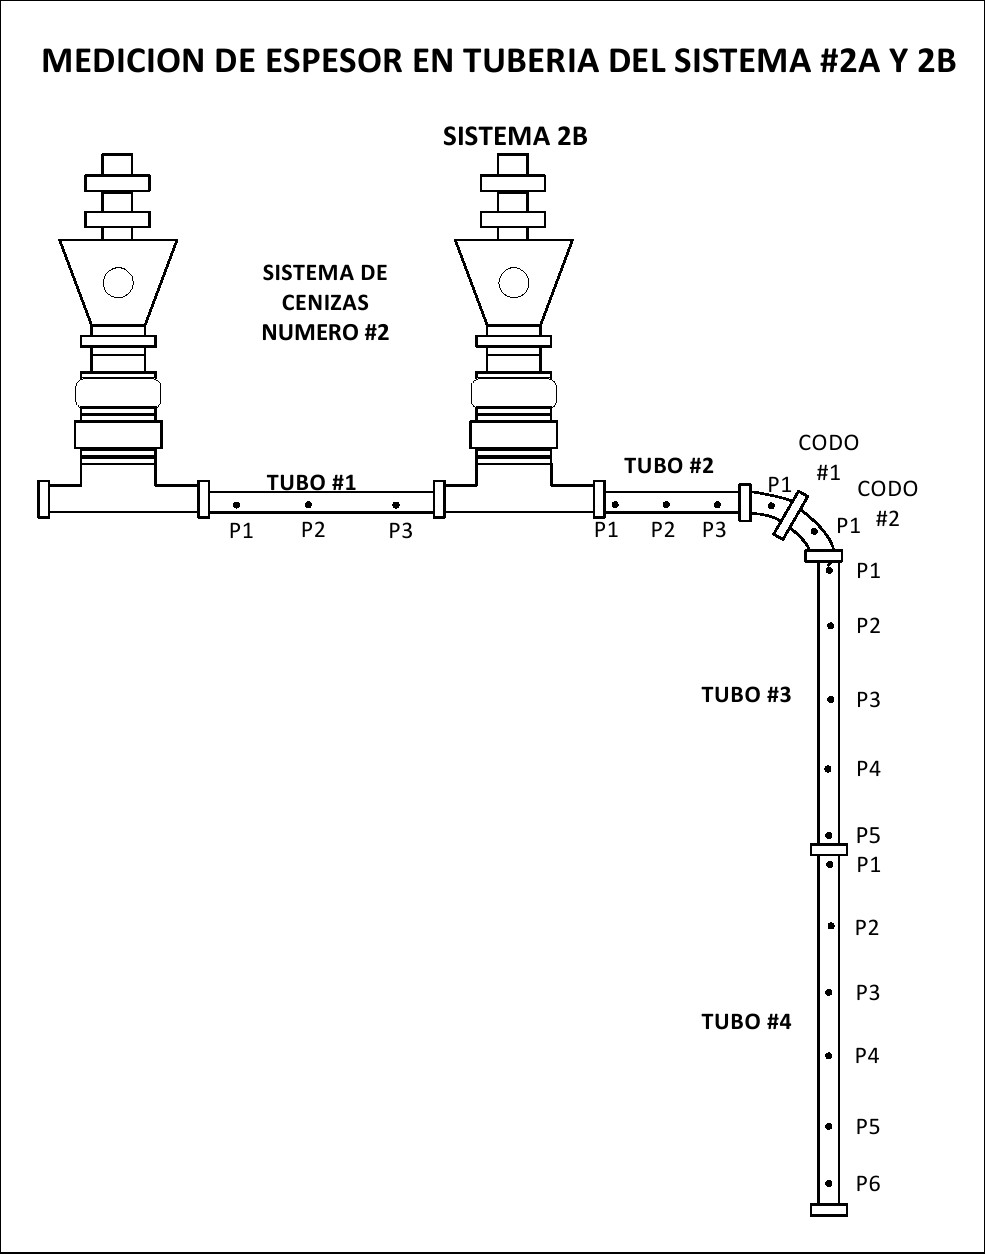 MEDICION DE ESPESOR EN TUBERIA DEL SISTEMA #2A Y 2B
SISTEMA 2B
SISTEMA DE
CENIZAS
NUMERO #2
TUBO #1
P1
P2
P3
TUBO #2
P1
P2
P3
CODO
#1
P1
CODO
#2
P1
TUBO #3
P1
P2
P3
P4
P5
TUBO #4
P1
P2
P3
P4
P5
P6